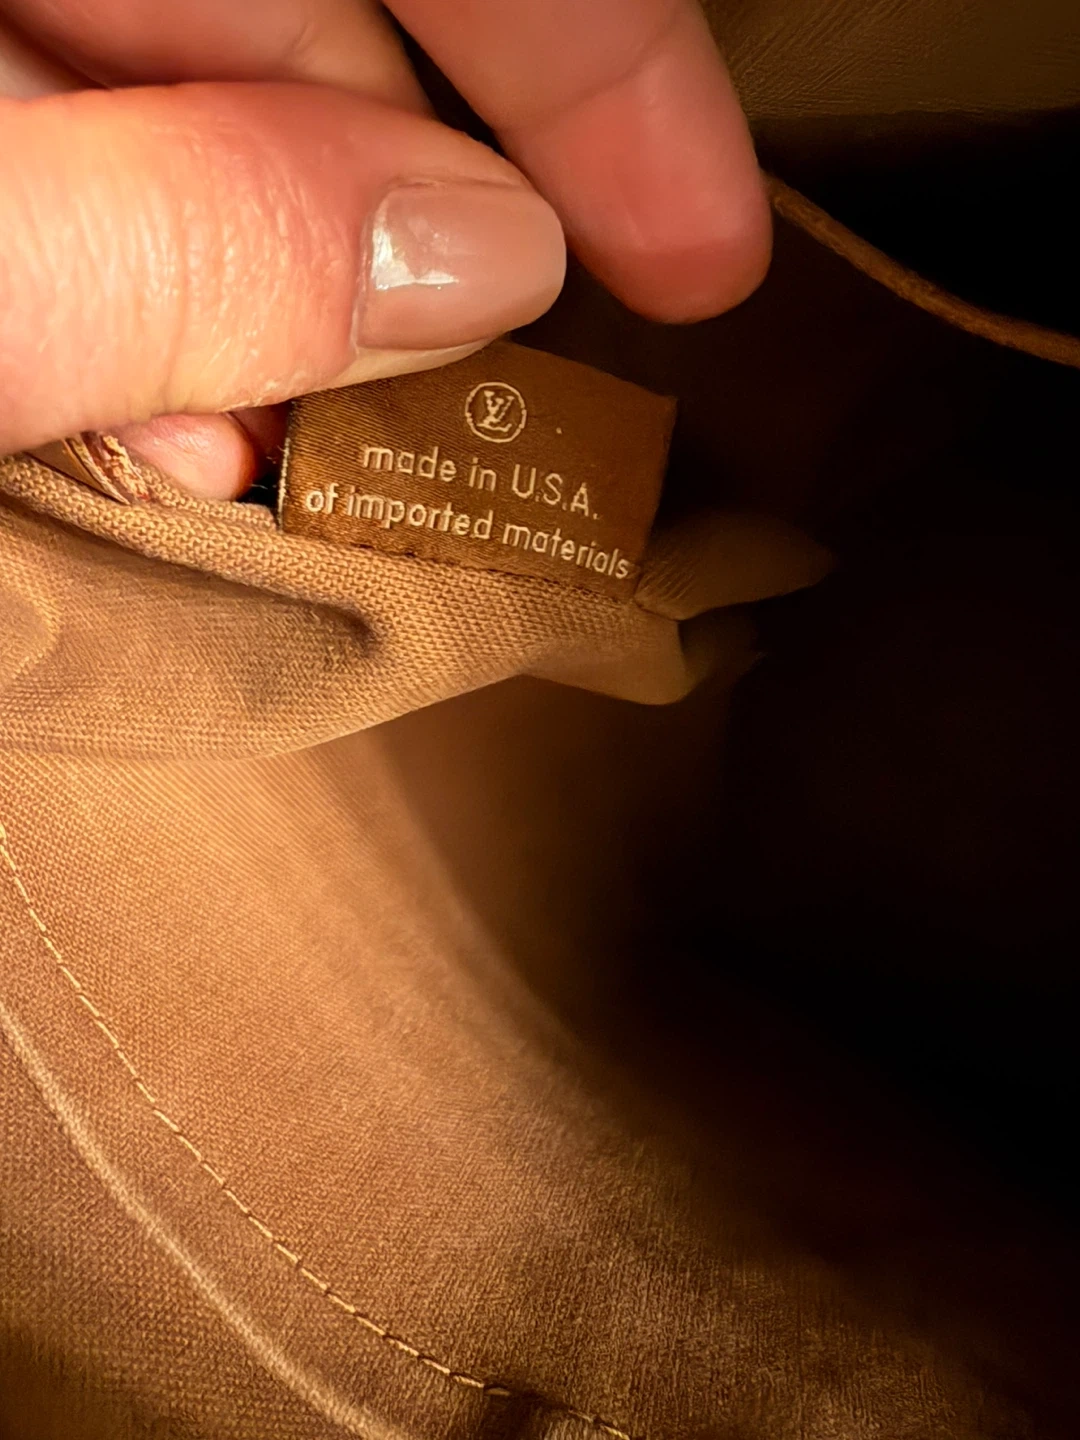 LV
made in U.S.A.
of imported materials